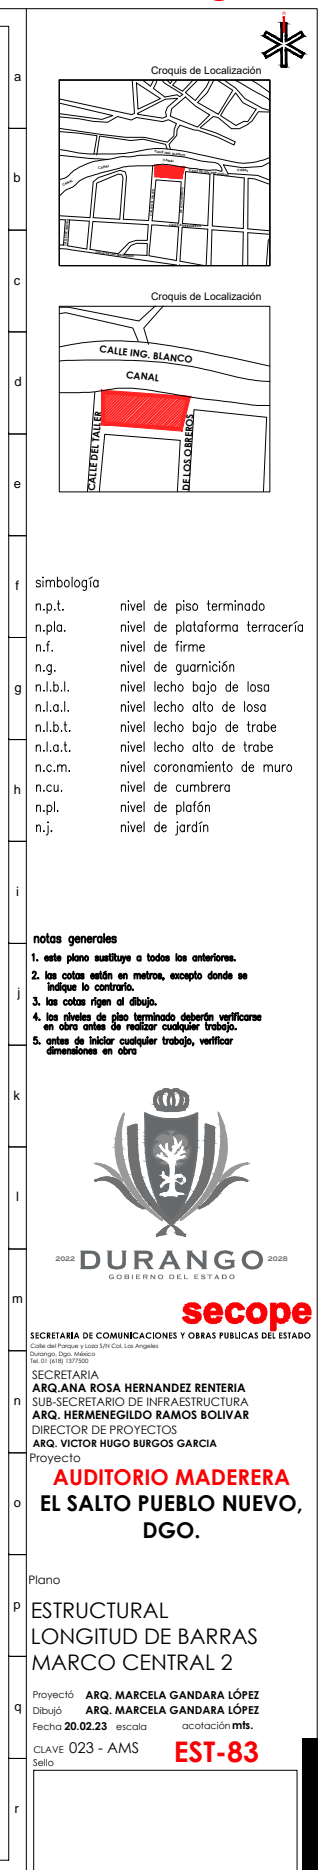 Croquis de Localización
a
b
c
Croquis de Localización
CALLE ING. BLANCO
CANAL
CALLE DEL TALLER
DE LOS OBREROS
d
e
f
simbología
n.p.t. nivel de piso terminado
n.pla. nivel de plataforma terracería
n.f. nivel de firme
n.g. nivel de guarnición
g
n.l.b.l. nivel lecho bajo de losa
n.l.a.l. nivel lecho alto de losa
n.l.b.t. nivel lecho bajo de trabe
n.l.a.t. nivel lecho alto de trabe
n.c.m. nivel coronamiento de muro
h
n.cu. nivel de cumbrera
n.pl. nivel de plafón
n.j. nivel de jardín
i
notas generales
1. este plano sustituye a todos los anteriores.
2. las cotas están en metros, excepto donde se
indique lo contrario.
j
3. las cotas rigen al dibujo.
4. los niveles de piso terminado deberán verificarse
en obra antes de realizar cualquier trabajo.
5. antes de iniciar cualquier trabajo, verificar
dimensiones en obra
k
l
2022 DURANGO 2028
GOBIERNO DEL ESTADO
m
secope
SECRETARIA DE COMUNICACIONES Y OBRAS PUBLICAS DEL ESTADO
Calle del Parque y Loza S/N Col. Los Angeles
Durango, Dgo. México
Tel. 01 (618) 1377500
SECRETARIA
ARQ.ANA ROSA HERNANDEZ RENTERIA
n
SUB-SECRETARIO DE INFRAESTRUCTURA
ARQ. HERMENEGILDO RAMOS BOLIVAR
DIRECTOR DE PROYECTOS
ARQ. VICTOR HUGO BURGOS GARCIA
Proyecto
AUDITORIO MADERERA
o
EL SALTO PUEBLO NUEVO,
DGO.
Plano
p
ESTRUCTURAL
LONGITUD DE BARRAS
MARCO CENTRAL 2
Proyectó ARQ. MARCELA GANDARA LÓPEZ
q
Dibujó ARQ. MARCELA GANDARA LÓPEZ
Fecha 20.02.23 escala acotación mts.
CLAVE 023 - AMS EST-83
Sello
r